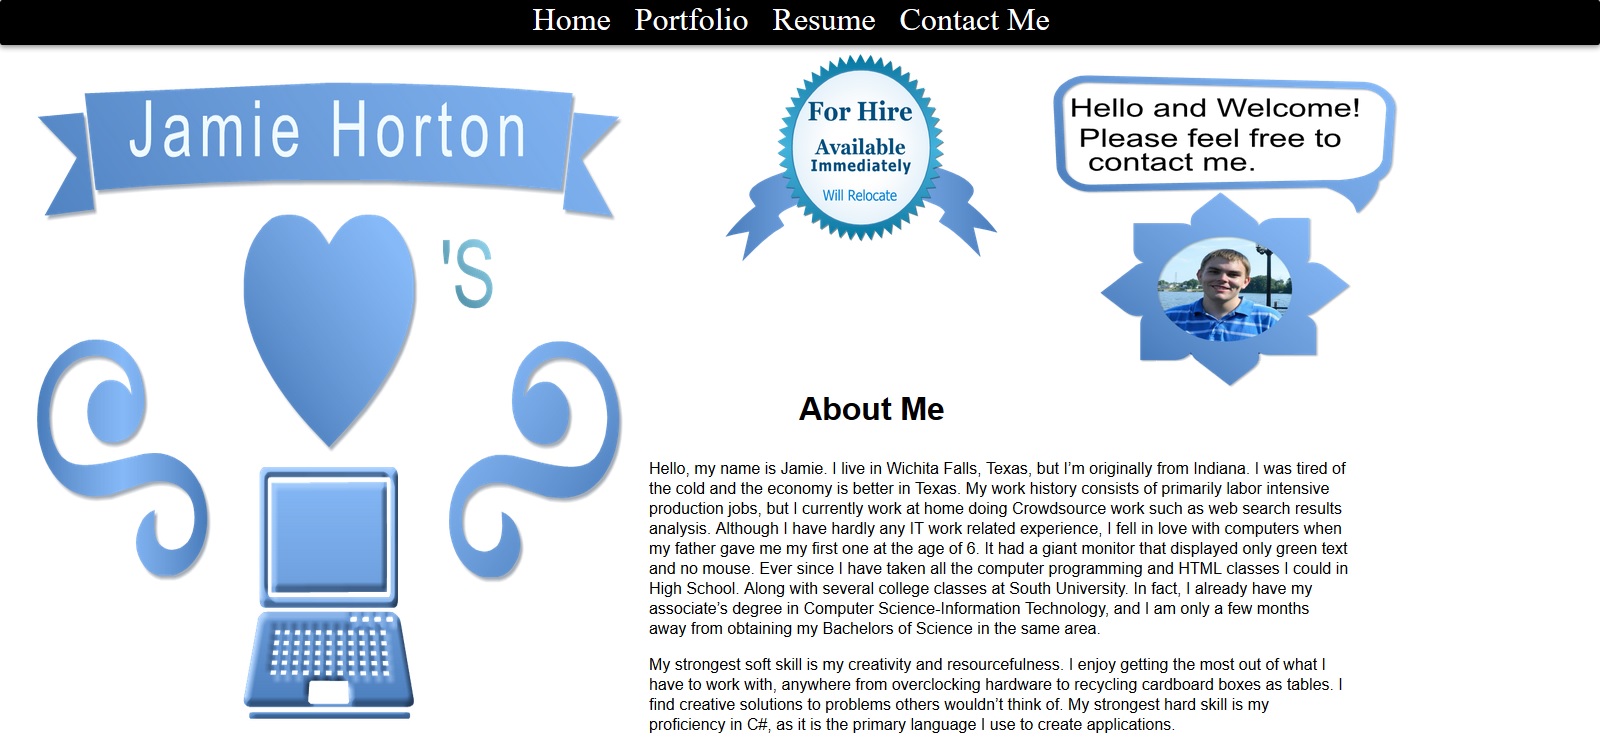 Home Portfolio Resume Contact Me
Jamie Horton
'S
For Hire
Available
Immediately
Will Relocate
Hello and Welcome!
Please feel free to
contact me.
About Me
Hello, my name is Jamie. I live in Wichita Falls, Texas, but I’m originally from Indiana. I was tired of
the cold and the economy is better in Texas. My work history consists of primarily labor intensive
production jobs, but I currently work at home doing Crowdsource work such as web search results
analysis. Although I have hardly any IT work related experience, I fell in love with computers when
my father gave me my first one at the age of 6. It had a giant monitor that displayed only green text
and no mouse. Ever since I have taken all the computer programming and HTML classes I could in
High School. Along with several college classes at South University. In fact, I already have my
associate’s degree in Computer Science-Information Technology, and I am only a few months
away from obtaining my Bachelors of Science in the same area.
My strongest soft skill is my creativity and resourcefulness. I enjoy getting the most out of what I
have to work with, anywhere from overclocking hardware to recycling cardboard boxes as tables. I
find creative solutions to problems others wouldn’t think of. My strongest hard skill is my
proficiency in C#, as it is the primary language I use to create applications.